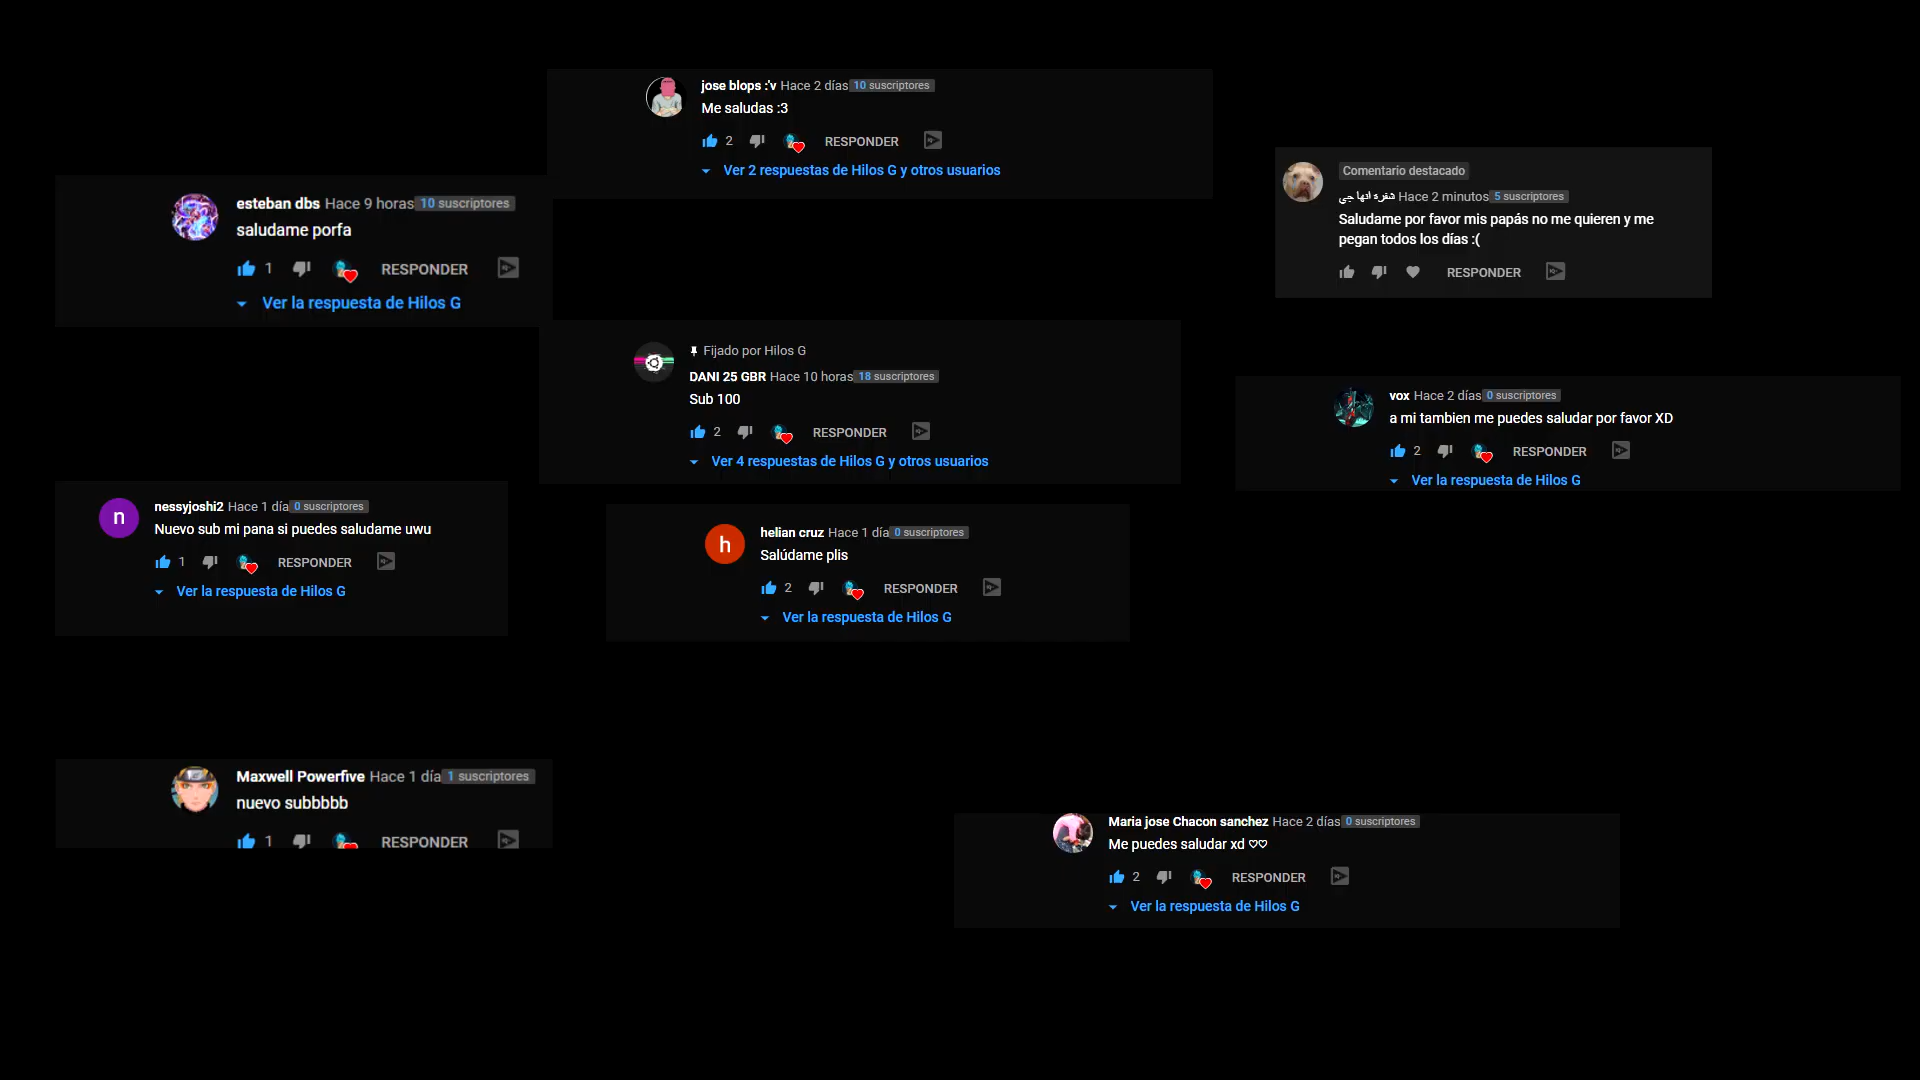 jose blops :'v Hace 2 días 10 suscriptores
Me saludas :3
2 RESPONDER
Ver 2 respuestas de Hilos G y otros usuarios
Comentario destacado
شفرة انها جي Hace 2 minutos 5 suscriptores
Saludame por favor mis papás no me quieren y me
pegan todos los días :(
RESPONDER
esteban dbs Hace 9 horas 10 suscriptores
saludame porfa
1 RESPONDER
Ver la respuesta de Hilos G
Fijado por Hilos G
DANI 25 GBR Hace 10 horas 18 suscriptores
Sub 100
2 RESPONDER
Ver 4 respuestas de Hilos G y otros usuarios
vox Hace 2 días 0 suscriptores
a mi tambien me puedes saludar por favor XD
2 RESPONDER
Ver la respuesta de Hilos G
n
nessyjoshi2 Hace 1 día 0 suscriptores
Nuevo sub mi pana si puedes saludame uwu
1 RESPONDER
Ver la respuesta de Hilos G
h
helian cruz Hace 1 día 0 suscriptores
Salúdame plis
2 RESPONDER
Ver la respuesta de Hilos G
Maxwell Powerfive Hace 1 día 1 suscriptores
nuevo subbbbb
1 RESPONDER
Maria jose Chacon sanchez Hace 2 días 0 suscriptores
Me puedes saludar xd ♡♡
2 RESPONDER
Ver la respuesta de Hilos G